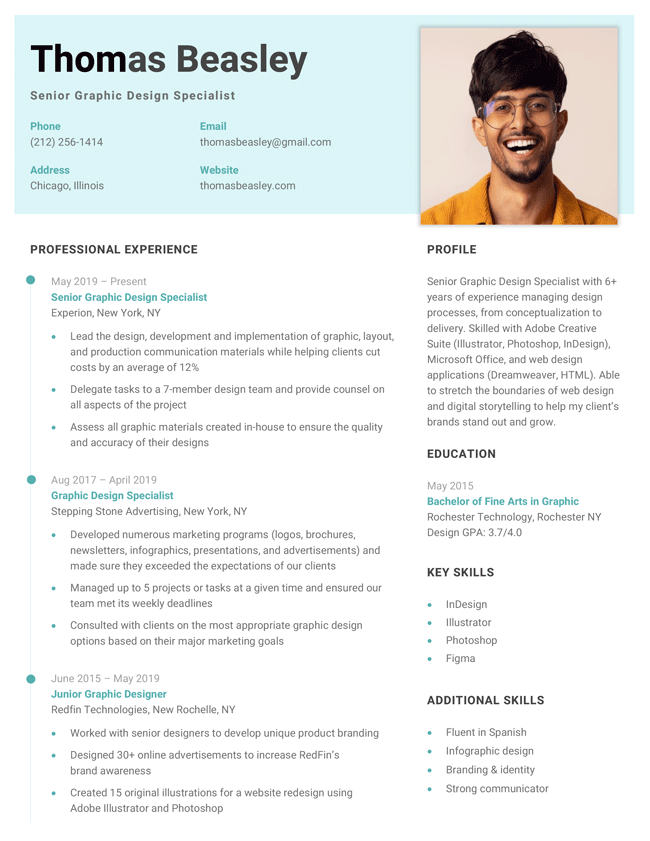 Thomas Beasley
Senior Graphic Design Specialist
Phone
(212) 256-1414
Email
thomasbeasley@gmail.com
Address
Chicago, Illinois
Website
thomasbeasley.com
PROFESSIONAL EXPERIENCE
May 2019 – Present
Senior Graphic Design Specialist
Experion, New York, NY
• Lead the design, development and implementation of graphic, layout,
and production communication materials while helping clients cut
costs by an average of 12%
• Delegate tasks to a 7-member design team and provide counsel on
all aspects of the project
• Assess all graphic materials created in-house to ensure the quality
and accuracy of their designs
Aug 2017 – April 2019
Graphic Design Specialist
Stepping Stone Advertising, New York, NY
• Developed numerous marketing programs (logos, brochures,
newsletters, infographics, presentations, and advertisements) and
made sure they exceeded the expectations of our clients
• Managed up to 5 projects or tasks at a given time and ensured our
team met its weekly deadlines
• Consulted with clients on the most appropriate graphic design
options based on their major marketing goals
June 2015 – May 2019
Junior Graphic Designer
Redfin Technologies, New Rochelle, NY
• Worked with senior designers to develop unique product branding
• Designed 30+ online advertisements to increase RedFin's
brand awareness
• Created 15 original illustrations for a website redesign using
Adobe Illustrator and Photoshop
PROFILE
Senior Graphic Design Specialist with 6+
years of experience managing design
processes, from conceptualization to
delivery. Skilled with Adobe Creative
Suite (Illustrator, Photoshop, InDesign),
Microsoft Office, and web design
applications (Dreamweaver, HTML). Able
to stretch the boundaries of web design
and digital storytelling to help my client's
brands stand out and grow.
EDUCATION
May 2015
Bachelor of Fine Arts in Graphic
Rochester Technology, Rochester NY
Design GPA: 3.7/4.0
KEY SKILLS
• InDesign
• Illustrator
• Photoshop
• Figma
ADDITIONAL SKILLS
• Fluent in Spanish
• Infographic design
• Branding & identity
• Strong communicator